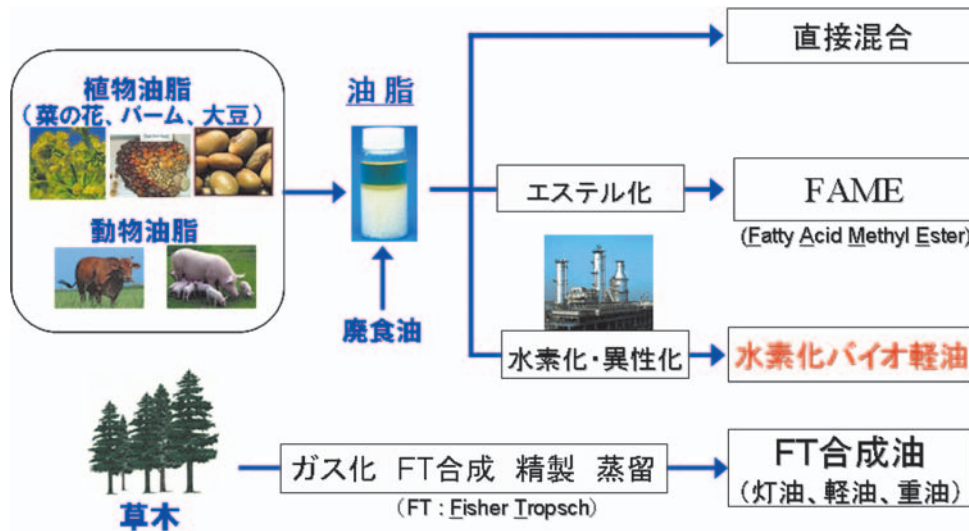 植物油脂
(菜の花、パーム、大豆)
動物油脂
油 脂
廃食油
直接混合
エステル化
FAME
(Fatty Acid Methyl Ester)
水素化・異性化
水素化バイオ軽油
草木
ガス化 FT合成 精製 蒸留
(FT : Fisher Tropsch)
FT合成油
(灯油、軽油、重油)